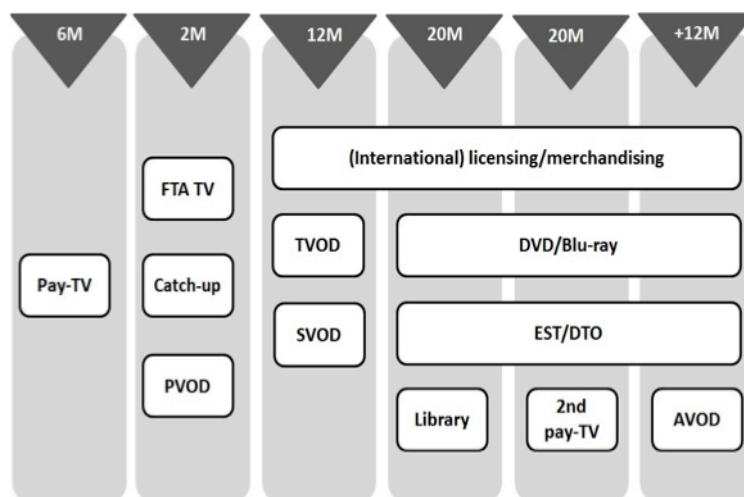 6M
2M
12M
20M
20M
+12M
(International) licensing/merchandising
FTA TV
TVOD
DVD/Blu-ray
Pay-TV
Catch-up
SVOD
EST/DTO
PVOD
Library
2nd
pay-TV
AVOD